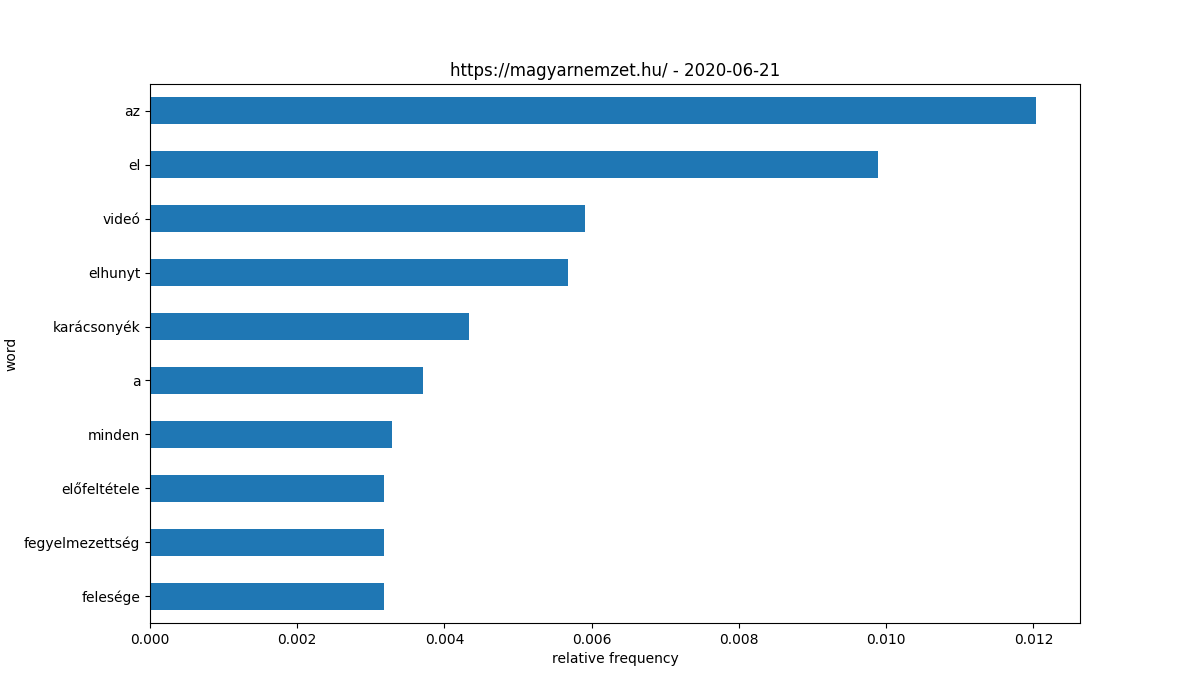 https://magyarnemzet.hu/ - 2020-06-21
word
az
el
videó
elhunyt
karácsonyék
a
minden
előfeltétele
fegyelmezettség
felesége
0.000 0.002 0.004 0.006 0.008 0.010 0.012
relative frequency